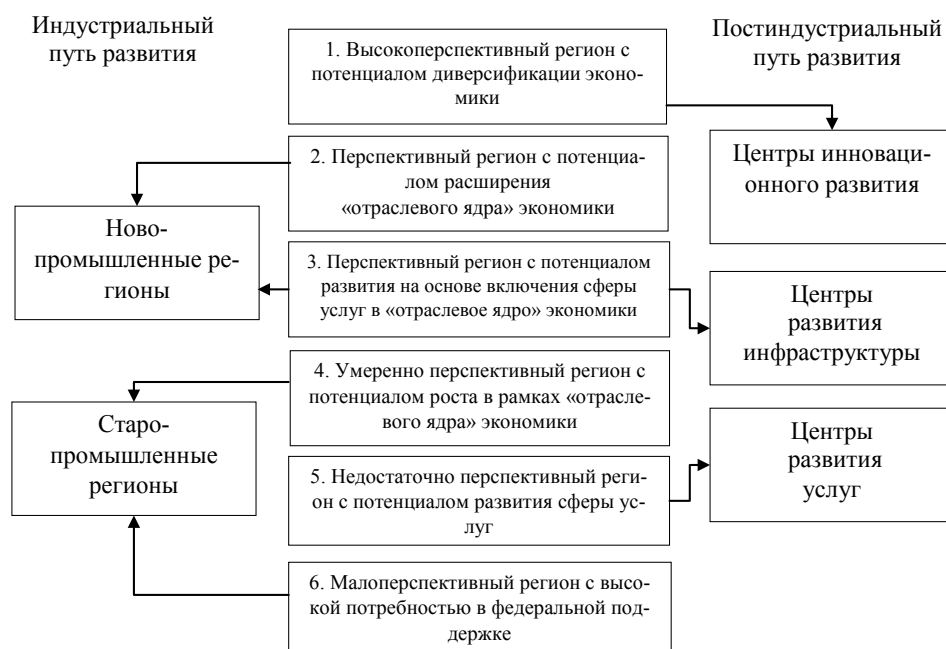 Индустриальный
путь развития
1. Высокоперспективный регион с
потенциалом диверсификации эконо-
мики
Постиндустриальный
путь развития
2. Перспективный регион с потенциа-
лом расширения
«отраслевого ядра» экономики
Центры инноваци-
онного развития
Ново-
промышленные ре-
гионы
3. Перспективный регион с потенциалом
развития на основе включения сферы
услуг в «отраслевое ядро» экономики
Центры
развития
инфраструктуры
4. Умеренно перспективный регион с
потенциалом роста в рамках «отрасле-
вого ядра» экономики
Старо-
промышленные
регионы
Центры
развития
услуг
5. Недостаточно перспективный реги-
он с потенциалом развития сферы ус-
луг
6. Малоперспективный регион с высо-
кой потребностью в федеральной под-
держке